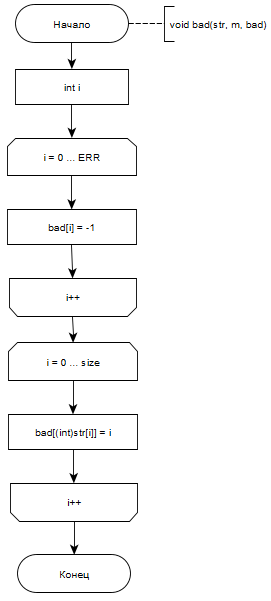 Начало
void bad(str, m, bad)
int i
i = 0 ... ERR
bad[i] = -1
i++
i = 0 ... size
bad[(int)str[i]] = i
i++
Конец